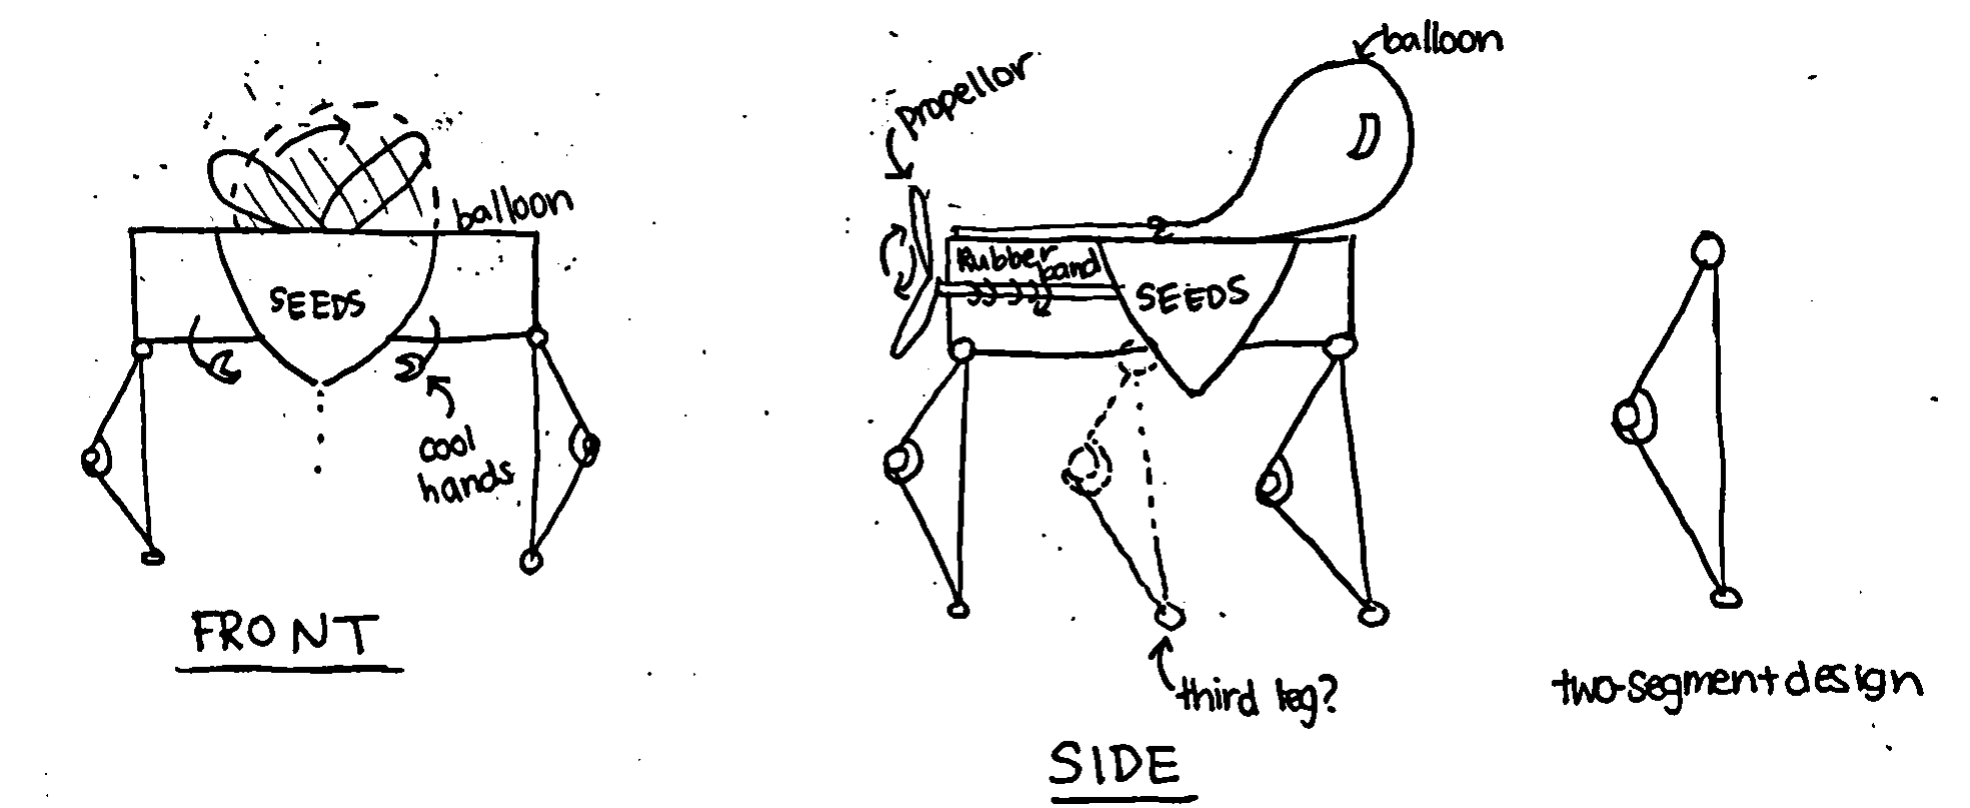 balloon
SEEDS
cool
hands
FRONT
propellor
balloon
Rubber
band
SEEDS
third leg?
SIDE
two-segment design